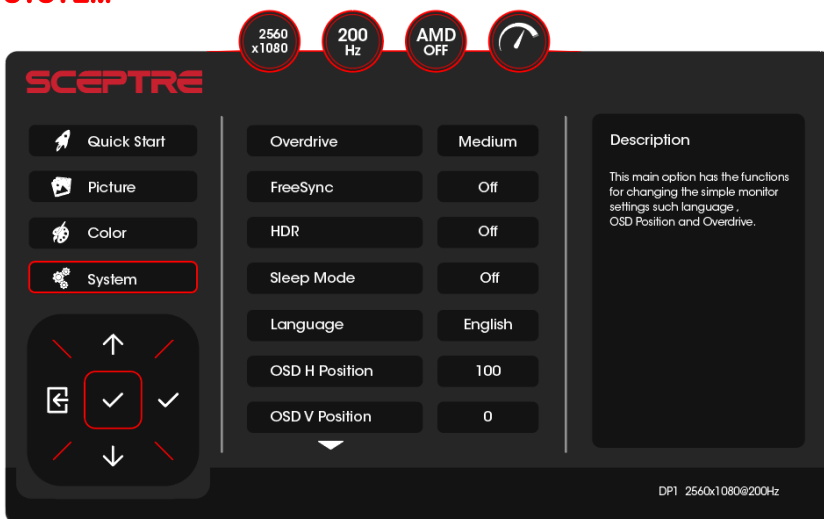 SYSTEM
2560
x1080
200
Hz
AMD
OFF
SCEPTRE
Quick Start
Picture
Color
System
Overdrive Medium
FreeSync Off
HDR Off
Sleep Mode Off
Language English
OSD H Position 100
OSD V Position 0
Description
This main option has the functions
for changing the simple monitor
settings such language ,
OSD Position and Overdrive.
DP1 2560x1080@200Hz